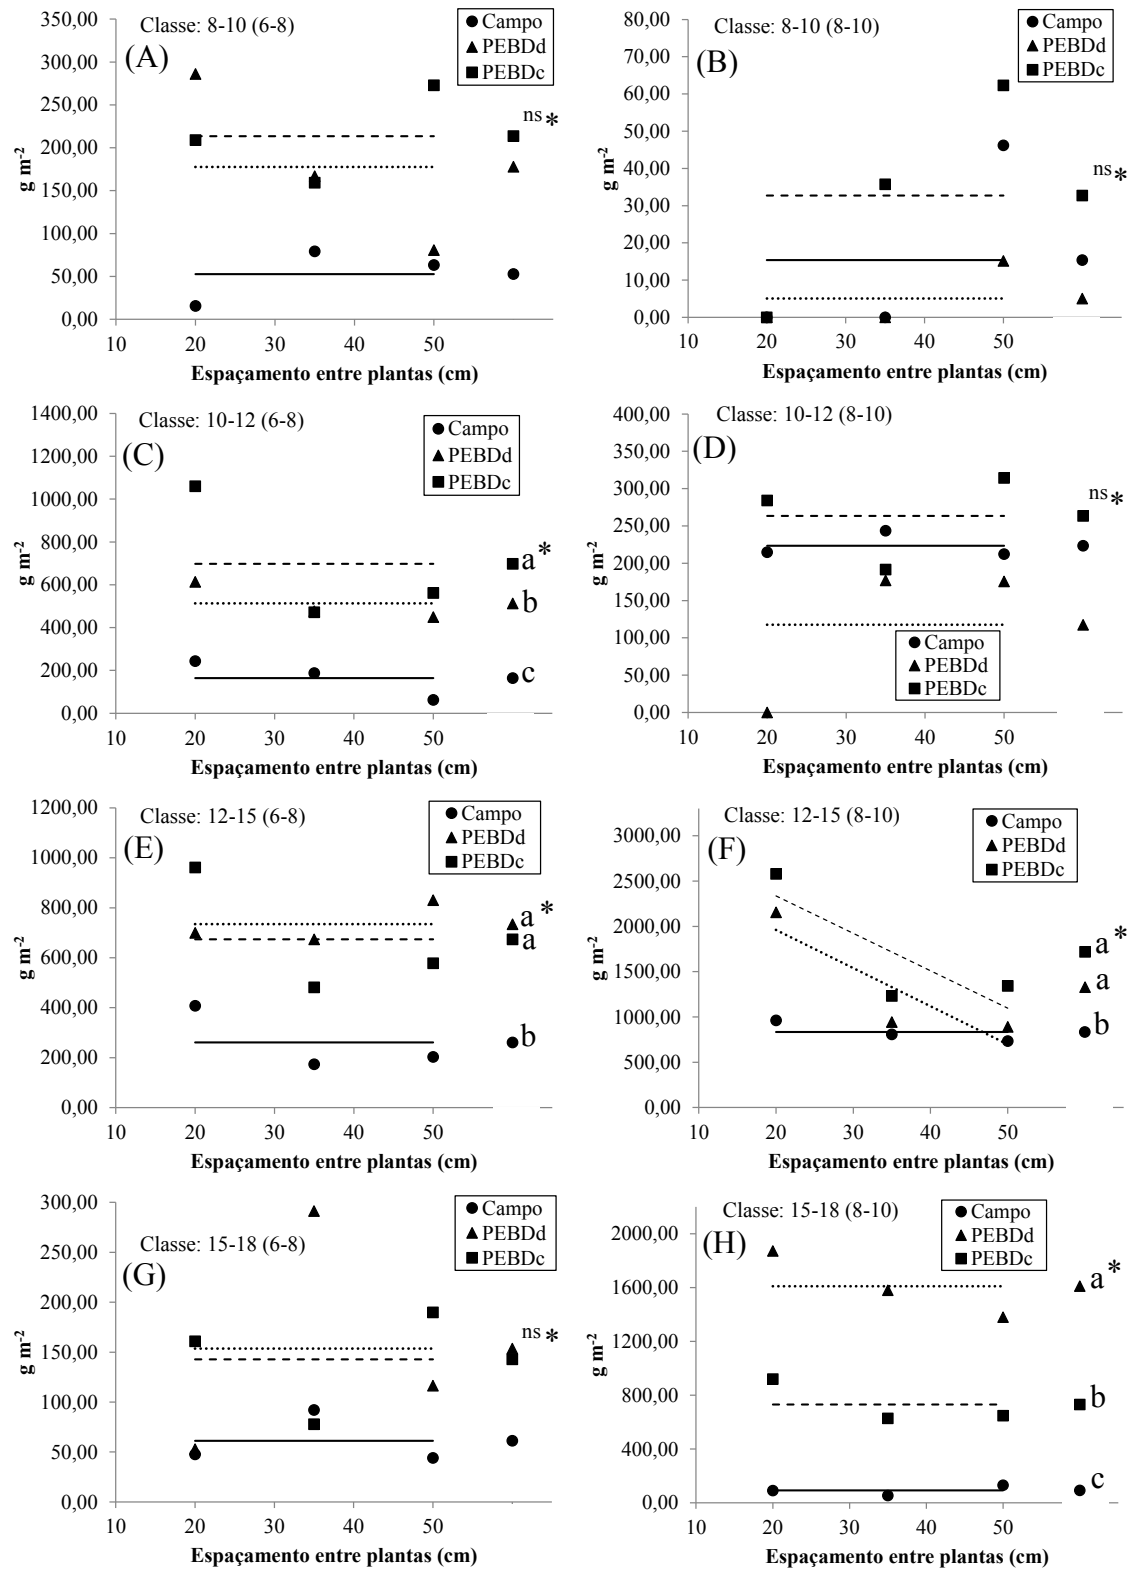 Classe: 8-10 (6-8)
(A)
Campo
PEBDd
PEBDc
350,00
300,00
250,00
200,00
150,00
100,00
50,00
0,00
g m-2
ns *
10 20 30 40 50
Espaçamento entre plantas (cm)
Classe: 8-10 (8-10)
(B)
Campo
PEBDd
PEBDc
80,00
70,00
60,00
50,00
40,00
30,00
20,00
10,00
0,00
g m-2
ns *
10 20 30 40 50
Espaçamento entre plantas (cm)
Classe: 10-12 (6-8)
(C)
Campo
PEBDd
PEBDc
1400,00
1200,00
1000,00
800,00
600,00
400,00
200,00
0,00
g m-2
a *
b
c
10 20 30 40 50
Espaçamento entre plantas (cm)
Classe: 10-12 (8-10)
(D)
400,00
350,00
300,00
250,00
200,00
150,00
100,00
50,00
0,00
g m-2
ns *
Campo
PEBDd
PEBDc
10 20 30 40 50
Espaçamento entre plantas (cm)
Classe: 12-15 (6-8)
(E)
Campo
PEBDd
PEBDc
1200,00
1000,00
800,00
600,00
400,00
200,00
0,00
g m-2
a *
a
b
10 20 30 40 50
Espaçamento entre plantas (cm)
Classe: 12-15 (8-10)
(F)
Campo
PEBDd
PEBDc
3000,00
2500,00
2000,00
1500,00
1000,00
500,00
0,00
g m-2
a *
a
b
10 20 30 40 50
Espaçamento entre plantas (cm)
Classe: 15-18 (6-8)
(G)
Campo
PEBDd
PEBDc
300,00
250,00
200,00
150,00
100,00
50,00
0,00
g m-2
ns *
10 20 30 40 50
Espaçamento entre plantas (cm)
Classe: 15-18 (8-10)
(H)
Campo
PEBDd
PEBDc
2000,00
1600,00
1200,00
800,00
400,00
0,00
g m-2
a *
b
c
10 20 30 40 50
Espaçamento entre plantas (cm)